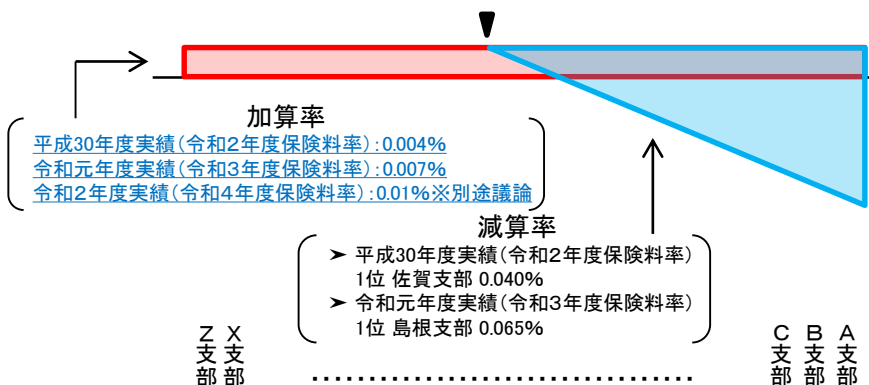 加算率
平成30年度実績(令和2年度保険料率):0.004%
令和元年度実績(令和3年度保険料率):0.007%
令和2年度実績(令和4年度保険料率):0.01%※別途議論
減算率
➤ 平成30年度実績(令和2年度保険料率)
1位 佐賀支部 0.040%
➤ 令和元年度実績(令和3年度保険料率)
1位 島根支部 0.065%
Z支部
X支部
‥‥‥‥‥‥‥‥‥‥‥‥‥‥
C支部
B支部
A支部